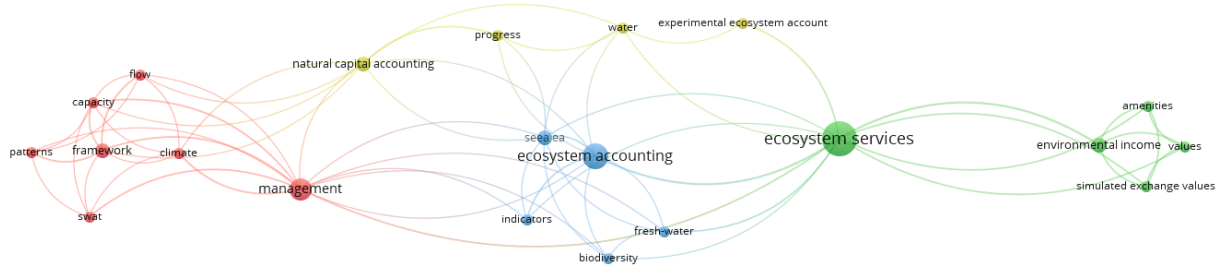 experimental ecosystem account
water
progress
natural capital accounting
flow
capacity
amenities
seea ea
ecosystem services
environmental income
values
patterns
framework
climate
ecosystem accounting
management
simulated exchange values
swat
indicators
fresh-water
biodiversity